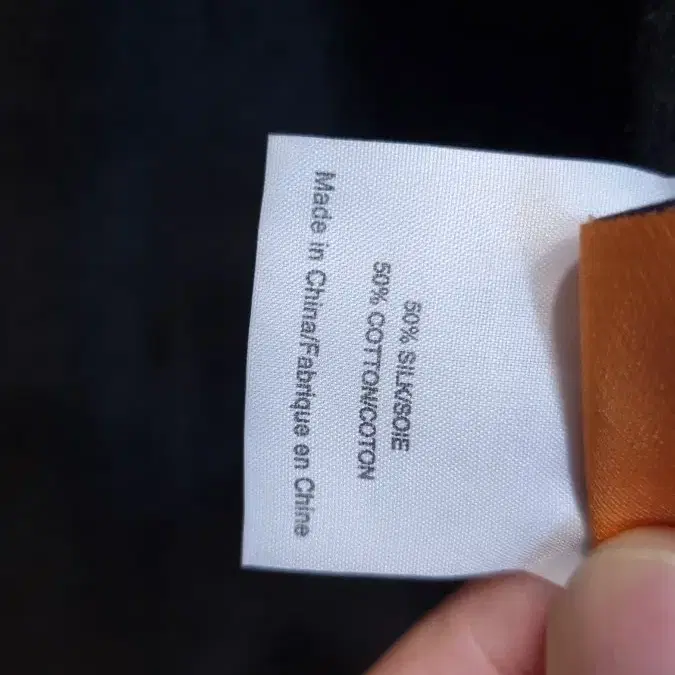 50% SILK/SOIE
50% COTTON/COTON
Made in China/Fabrique en Chine